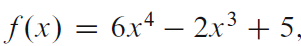 f(x) = 6x⁴ − 2x³ + 5,